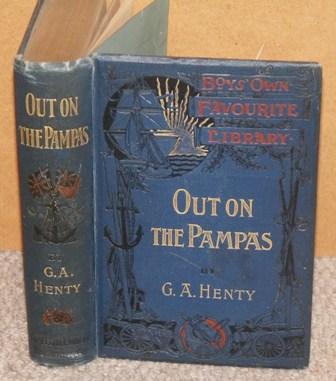 OUT ON
THE PAMPAS
BY
G. A.
HENTY
BOYS' OWN
FAVOURITE
LIBRARY
OUT ON
THE PAMPAS
BY
G. A. HENTY